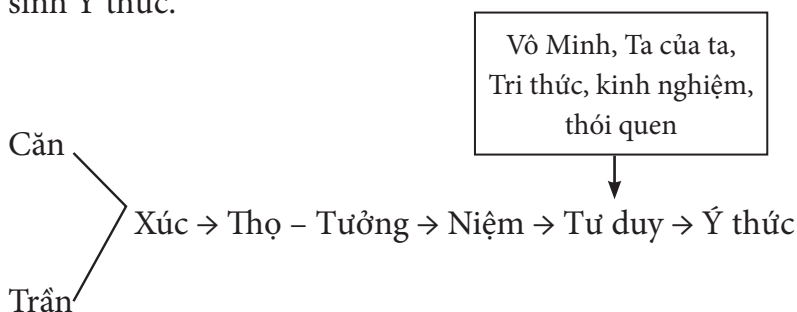 sinh Ý thức.
Vô Minh, Ta của ta,
Tri thức, kinh nghiệm,
thói quen
Căn
Xúc → Thọ – Tưởng → Niệm → Tư duy → Ý thức
Trần